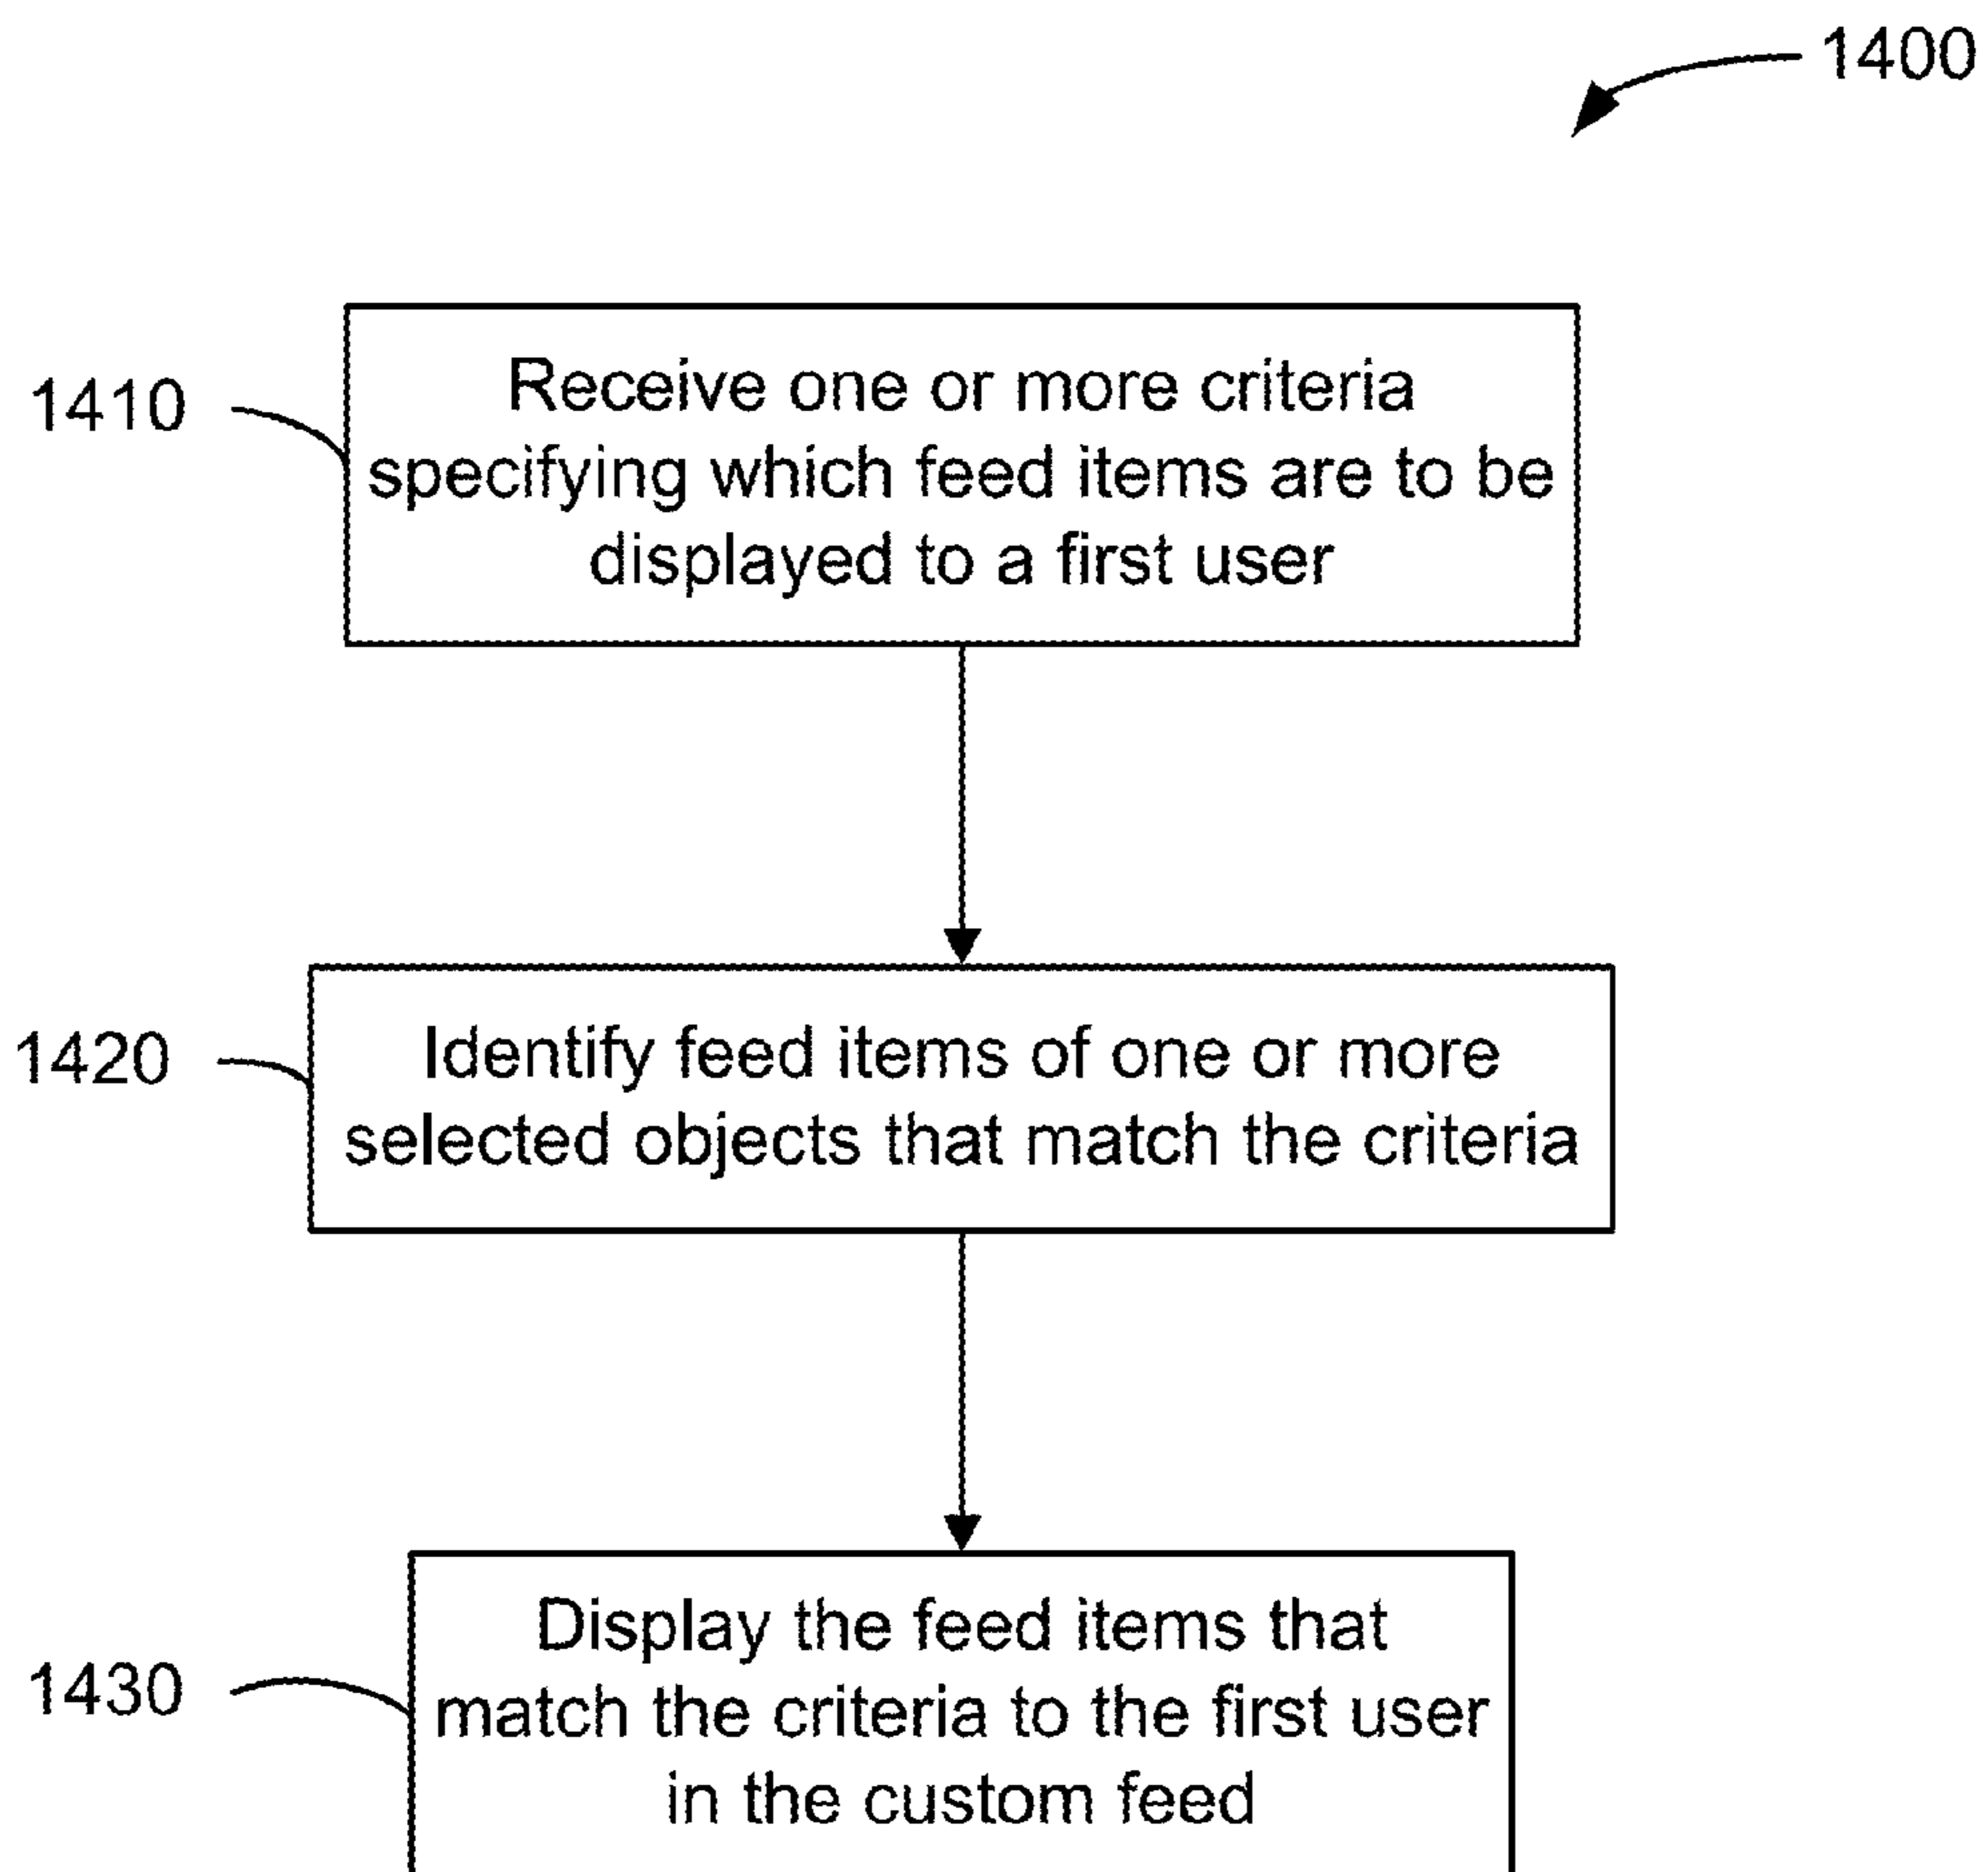 1400
1410
Receive one or more criteria
specifying which feed items are to be
displayed to a first user
1420
Identify feed items of one or more
selected objects that match the criteria
1430
Display the feed items that
match the criteria to the first user
in the custom feed